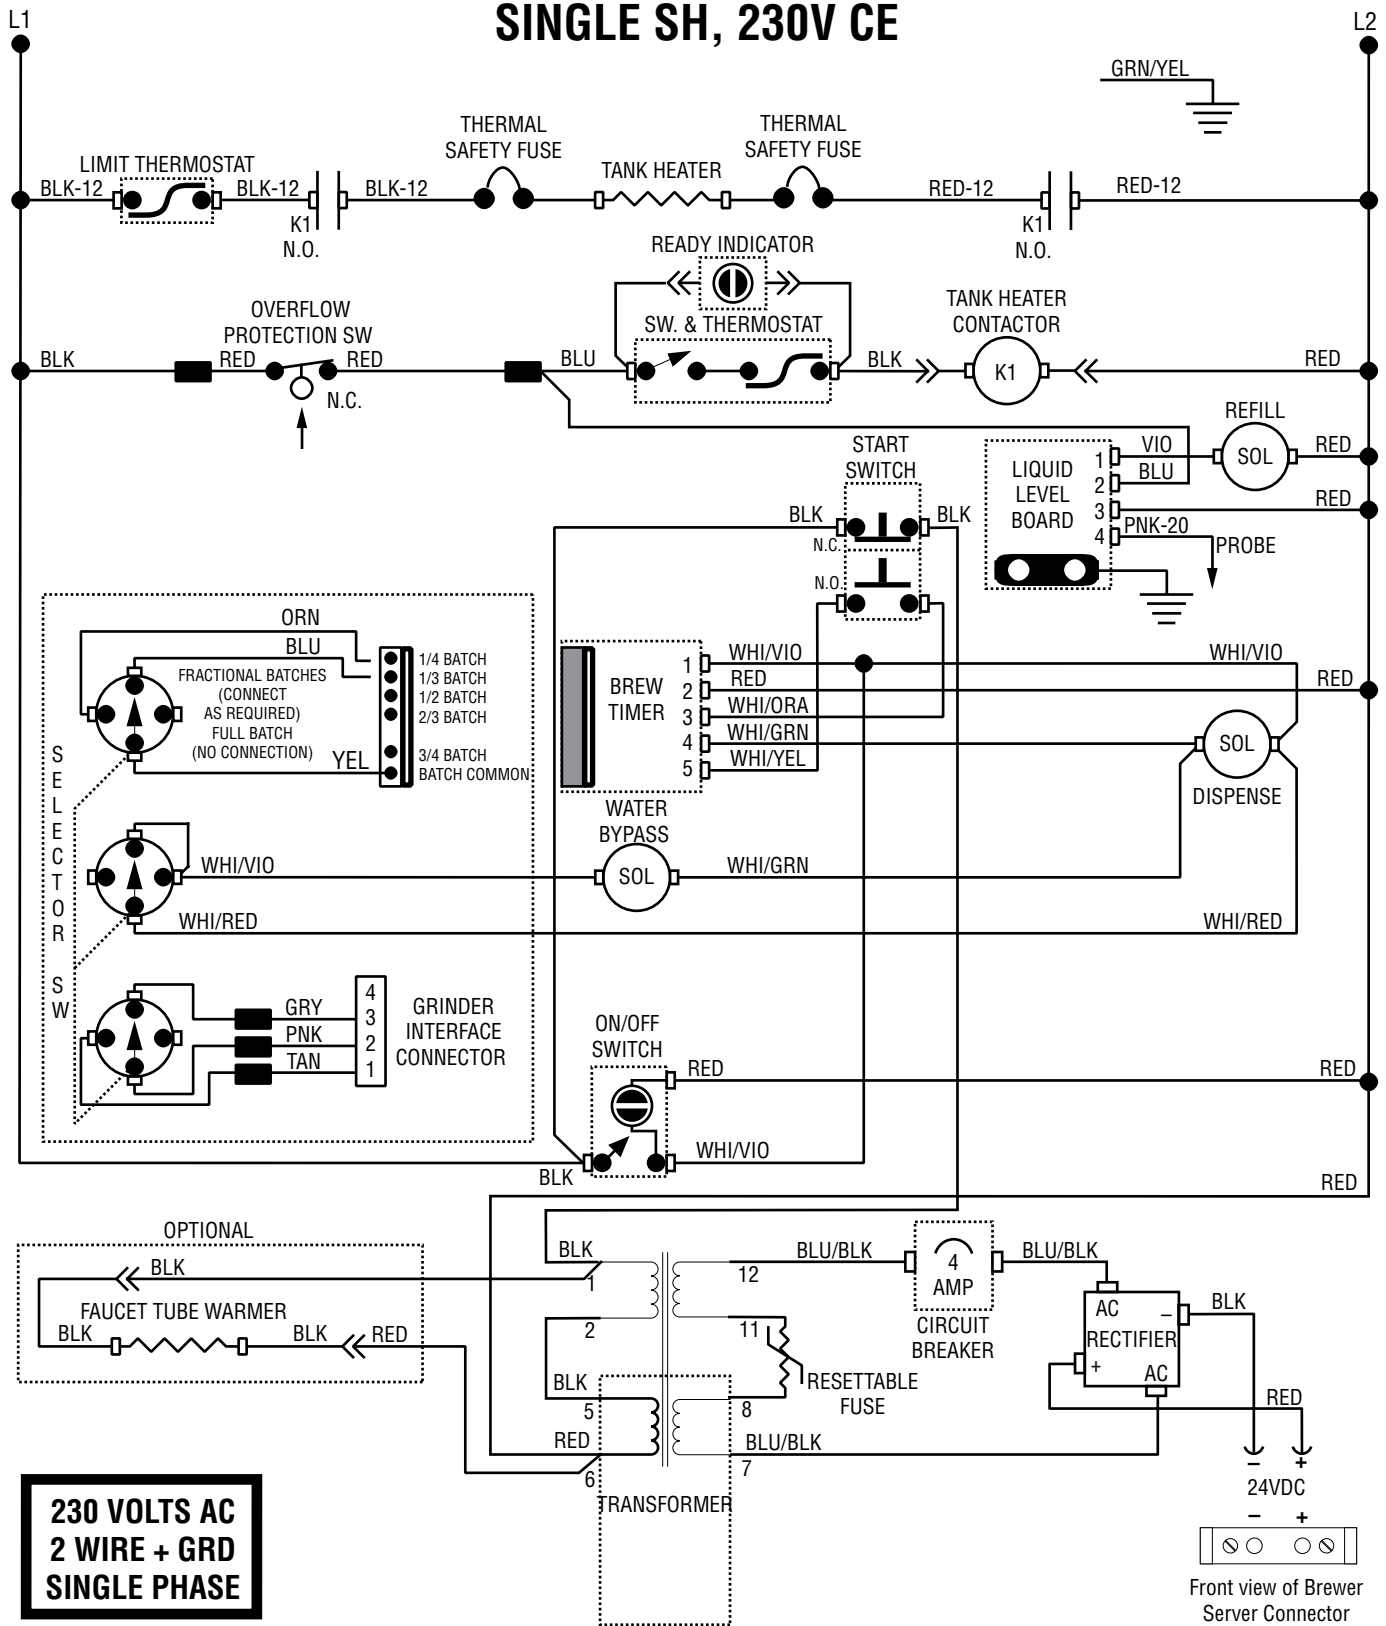 SINGLE SH, 230V CE
L1
L2
GRN/YEL
THERMAL
SAFETY FUSE
THERMAL
SAFETY FUSE
LIMIT THERMOSTAT
TANK HEATER
BLK-12
BLK-12
BLK-12
RED-12
RED-12
K1
N.O.
K1
N.O.
READY INDICATOR
OVERFLOW
PROTECTION SW
SW. & THERMOSTAT
TANK HEATER
CONTACTOR
BLK
RED
RED
BLU
BLK
K1
RED
N.C.
REFILL
START
SWITCH
LIQUID
LEVEL
BOARD
1
2
3
4
VIO
BLU
SOL
RED
RED
PNK-20
PROBE
BLK
BLK
N.C.
N.O.
ORN
BLU
FRACTIONAL BATCHES
(CONNECT
AS REQUIRED)
FULL BATCH
(NO CONNECTION)
YEL
1/4 BATCH
1/3 BATCH
1/2 BATCH
2/3 BATCH
3/4 BATCH
BATCH COMMON
BREW
TIMER
1
2
3
4
5
WHI/VIO
RED
WHI/ORA
WHI/GRN
WHI/YEL
WHI/VIO
RED
SOL
DISPENSE
SELECTOR SW
WATER
BYPASS
WHI/VIO
SOL
WHI/GRN
WHI/RED
WHI/RED
GRY
PNK
TAN
4
3
2
1
GRINDER
INTERFACE
CONNECTOR
ON/OFF
SWITCH
RED
RED
WHI/VIO
BLK
RED
OPTIONAL
BLK
FAUCET TUBE WARMER
BLK
BLK
RED
BLK
1
2
BLK
5
RED
6
12
11
8
7
TRANSFORMER
BLU/BLK
4
AMP
CIRCUIT
BREAKER
BLU/BLK
RESETTABLE
FUSE
BLU/BLK
AC
–
RECTIFIER
+
AC
BLK
RED
– +
24VDC
– +
Front view of Brewer
Server Connector
230 VOLTS AC
2 WIRE + GRD
SINGLE PHASE